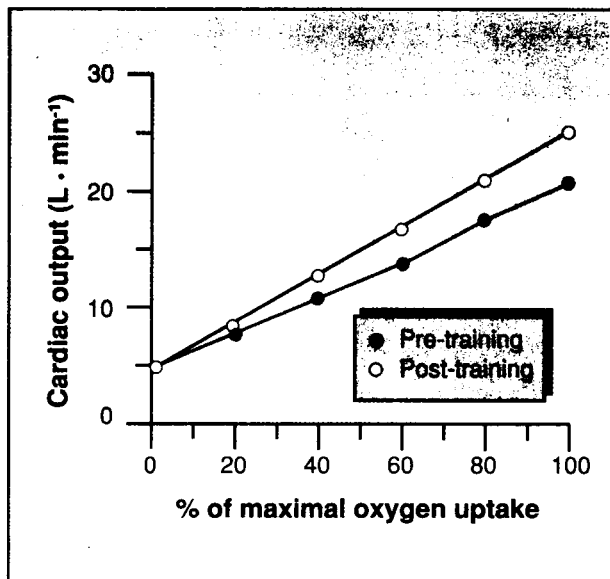 30
20
10
0
Cardiac output (L · min⁻¹)
Pre-training
Post-training
0 20 40 60 80 100
% of maximal oxygen uptake